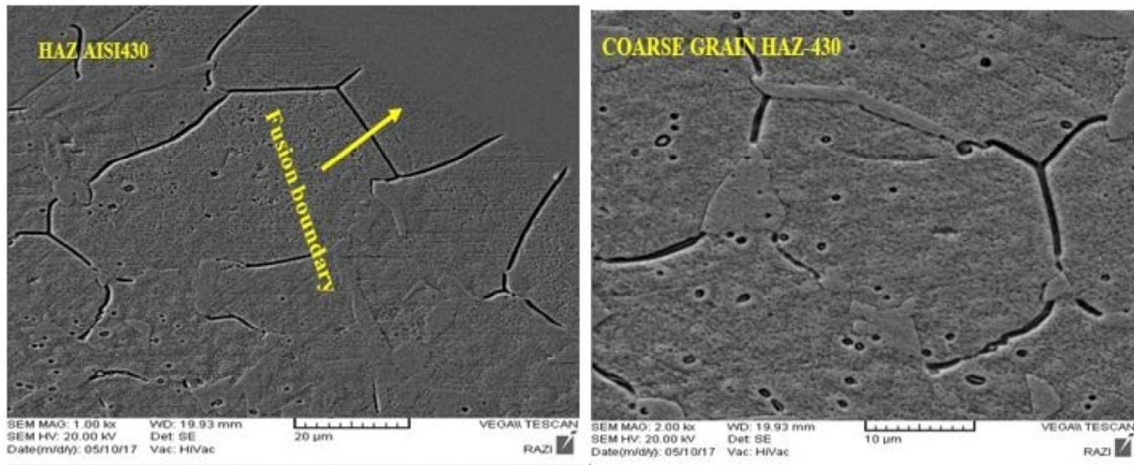 HAZ AISI430
Fusion boundary
SEM MAG: 1.00 kx WD: 19.93 mm
SEM HV: 20.00 kV Det: SE 20 µm VEGA\\ TESCAN
Date(m/d/y): 05/10/17 Vac: HiVac RAZI
COARSE GRAIN HAZ-430
SEM MAG: 2.00 kx WD: 19.93 mm
SEM HV: 20.00 kV Det: SE 10 µm VEGA\\ TESCAN
Date(m/d/y): 05/10/17 Vac: HiVac RAZI